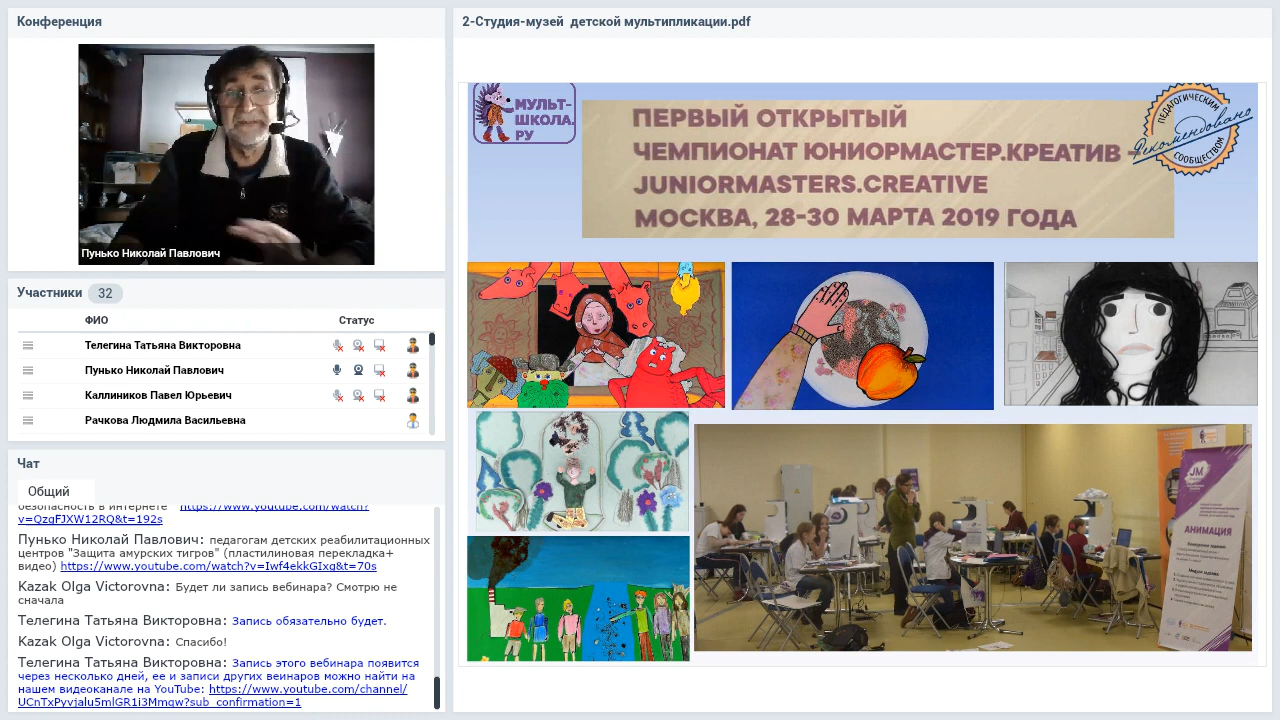 Конференция
Пунько Николай Павлович
Участники 32
ФИО Статус
Телегина Татьяна Викторовна
Пунько Николай Павлович
Каллиников Павел Юрьевич
Рачкова Людмила Васильевна
Чат
Общий
безопасность в интернете https://www.youtube.com/watch?
v=QzgFJXW12RQ&t=192s
Пунько Николай Павлович: педагогам детских реабилитационных
центров "Защита амурских тигров" (пластилиновая перекладка+
видео) https://www.youtube.com/watch?v=Iwf4ekkGIxg&t=70s
Kazak Olga Victorovna: Будет ли запись вебинара? Смотрю не
сначала
Телегина Татьяна Викторовна: Запись обязательно будет.
Kazak Olga Victorovna: Спасибо!
Телегина Татьяна Викторовна: Запись этого вебинара появится
через несколько дней, ее и записи других веинаров можно найти на
нашем видеоканале на YouTube: https://www.youtube.com/channel/
UCnTxPyvjalu5mlGR1i3Mmqw?sub_confirmation=1
2-Студия-музей детской мультипликации.pdf
МУЛЬТ-
ШКОЛА.
РУ
ПЕРВЫЙ ОТКРЫТЫЙ
ЧЕМПИОНАТ ЮНИОРМАСТЕР.КРЕАТИВ -
JUNIORMASTERS.CREATIVE
МОСКВА, 28-30 МАРТА 2019 ГОДА
ПЕДАГОГИЧЕСКИМ
Рекомендовано
СООБЩЕСТВОМ
JM
АНИМАЦИЯ